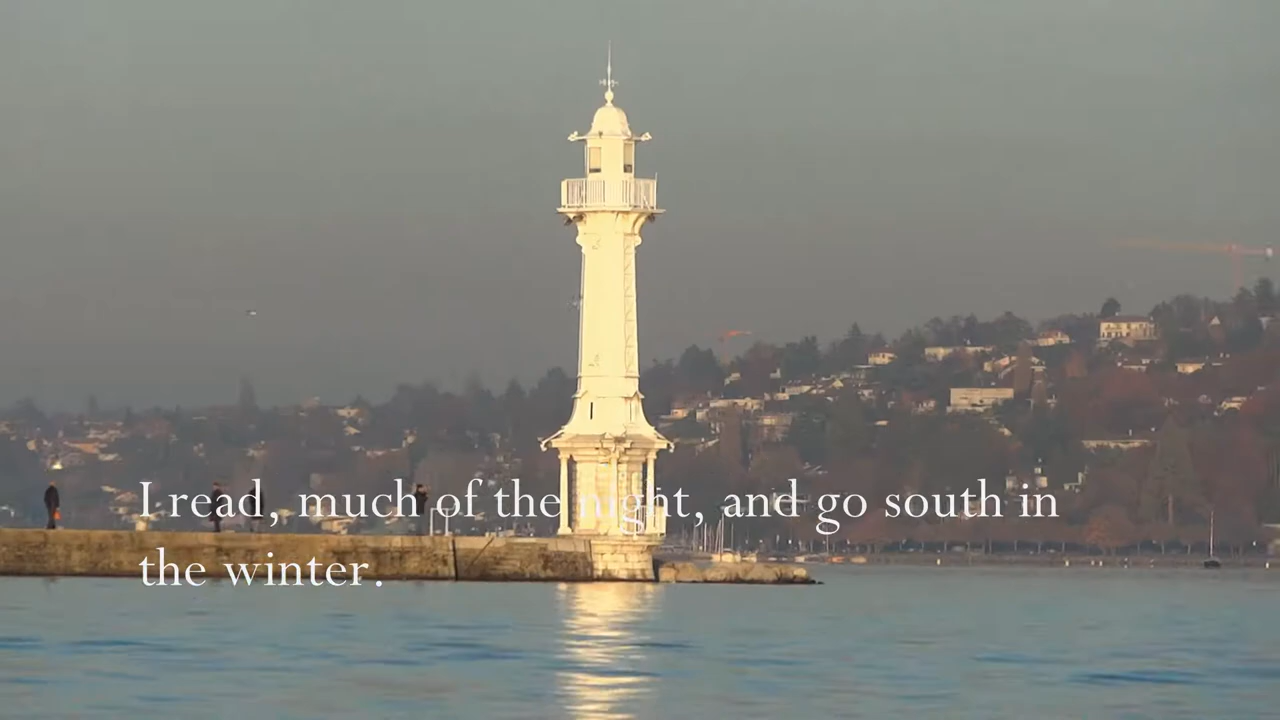 I read, much of the night, and go south in
the winter.